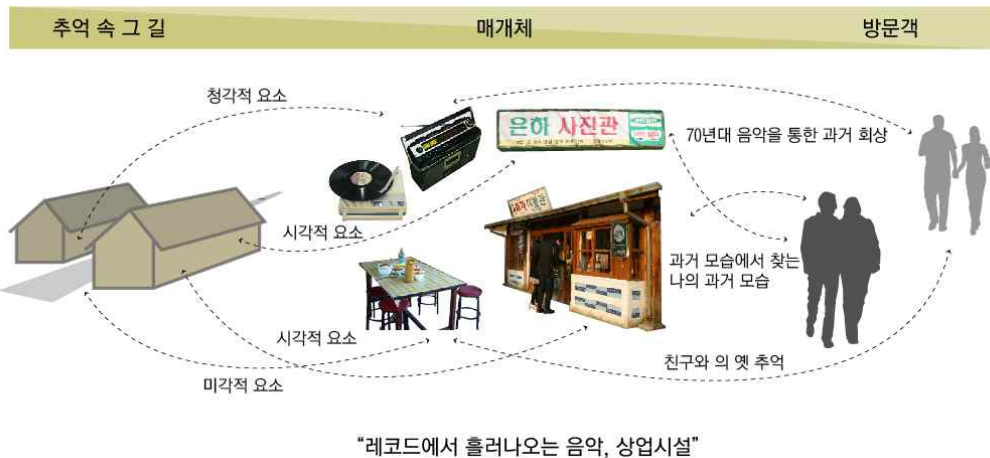 추억 속 그 길
매개체
방문객
청각적 요소
은하 사진관
70년대 음악을 통한 과거 회상
시각적 요소
과거 모습에서 찾는
나의 과거 모습
시각적 요소
친구와 의 옛 추억
미각적 요소
“레코드에서 흘러나오는 음악, 상업시설”